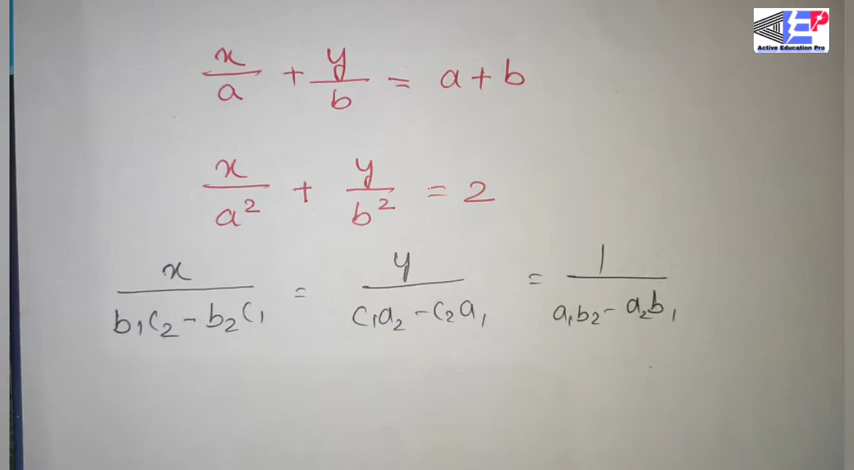 EP
Active Education Pro
x/a + y/b = a + b
x/a² + y/b² = 2
x/(b₁c₂ - b₂c₁) = y/(c₁a₂ - c₂a₁) = 1/(a₁b₂ - a₂b₁)